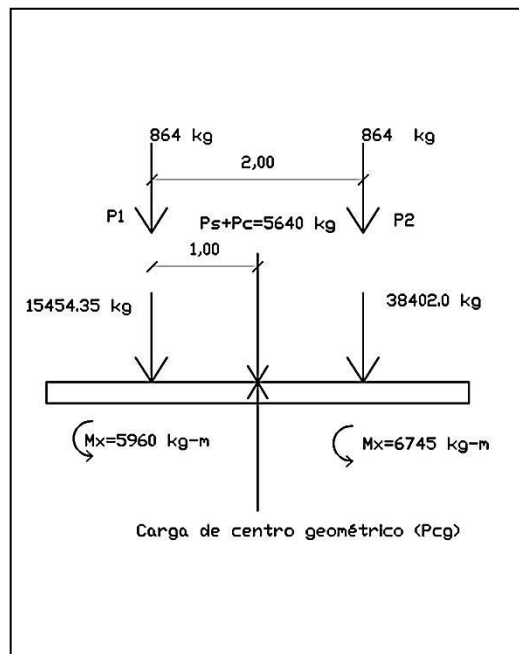 864 kg 864 kg
2,00
P1 Ps+Pc=5640 kg P2
1,00
15454.35 kg 38402.0 kg
Mx=5960 kg-m Mx=6745 kg-m
Carga de centro geométrico (Pcg)